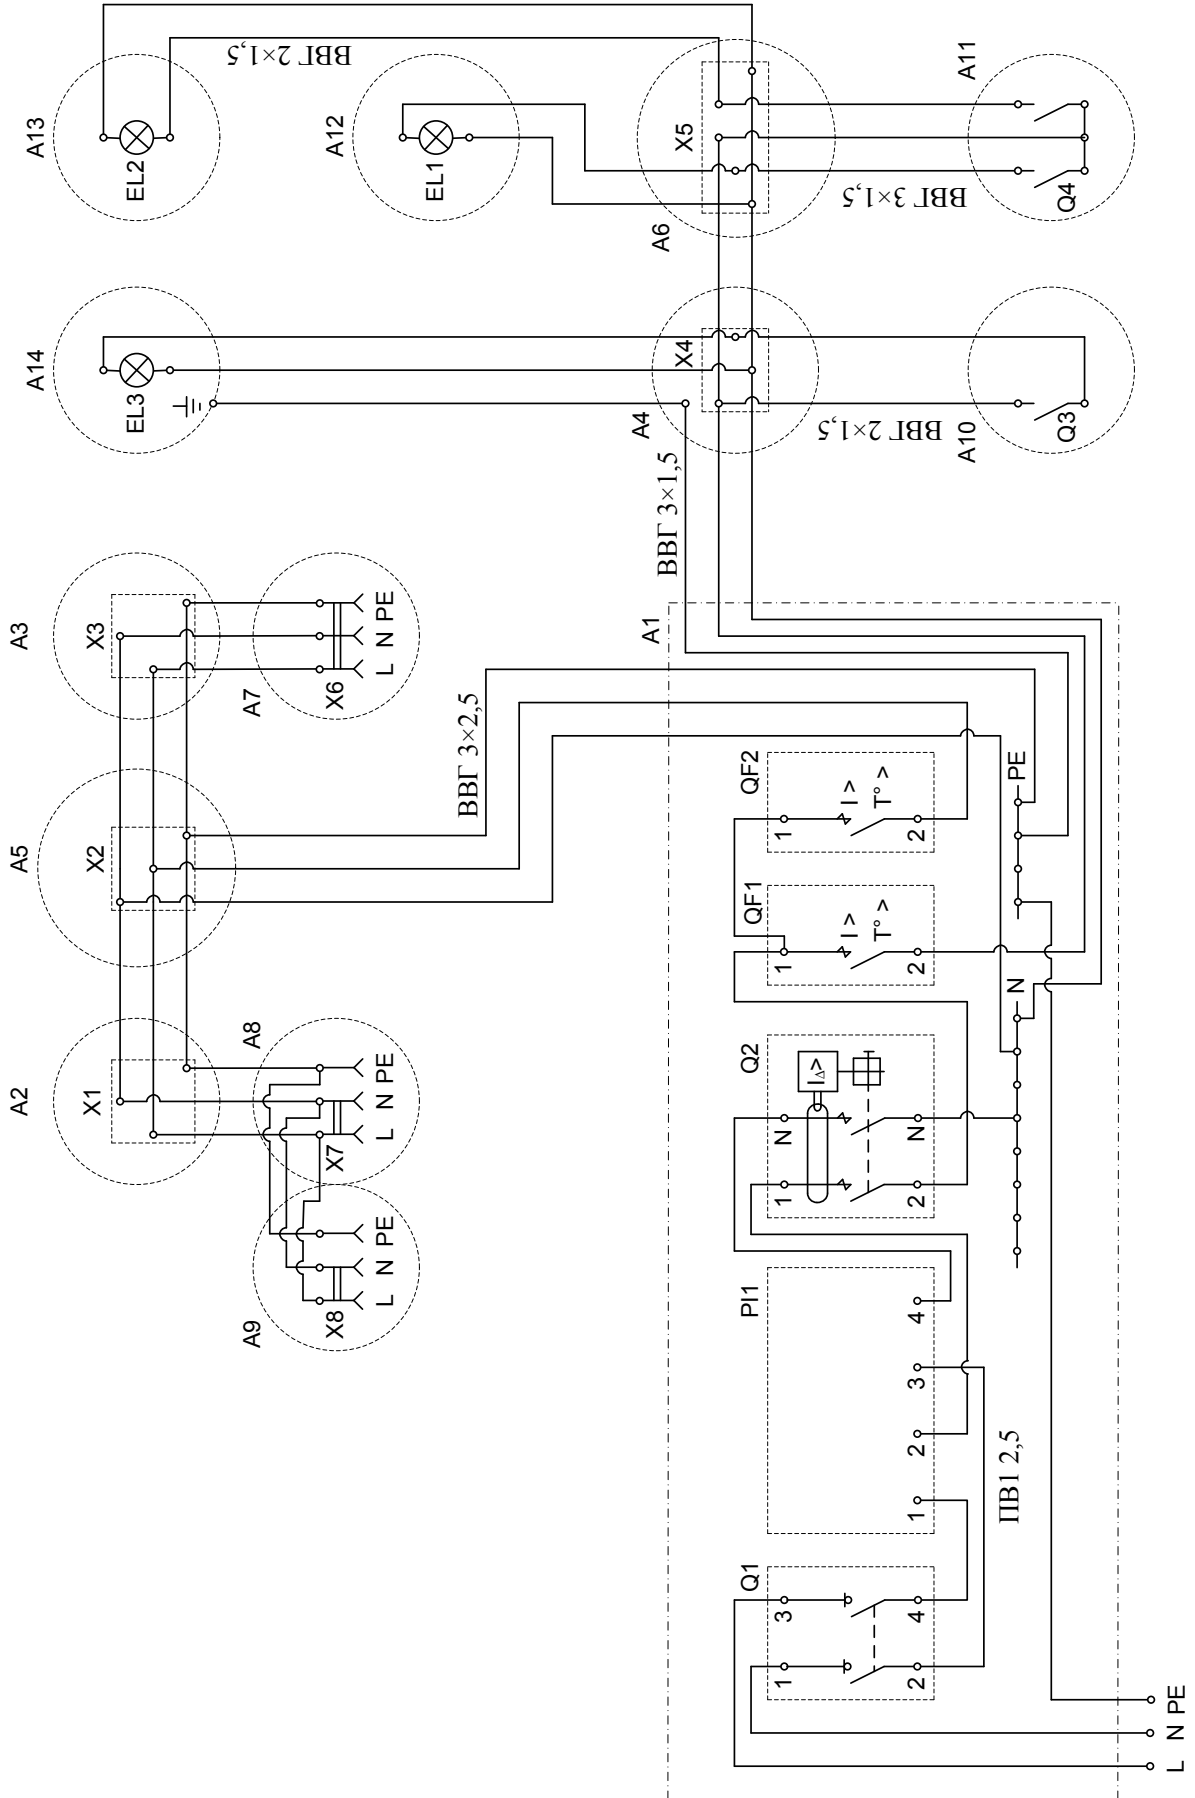 A13
EL2
ВВГ 2×1,5
A12
EL1
A6
X5
ВВГ 3×1,5
A11
Q4
A14
EL3
A4
X4
ВВГ 2×1,5
A10
Q3
ВВГ 3×1,5
A3
X3
A7
X6
L N PE
A5
X2
ВВГ 3×2,5
A2
X1
A8
X7
L N PE
A9
X8
L N PE
A1
QF2
1
I >
T° >
2
PE
QF1
1
I >
T° >
2
N
Q2
1 N
I∆>
2 N
PI1
1 2 3 4
ПВ1 2,5
Q1
1 3
2 4
L N PE